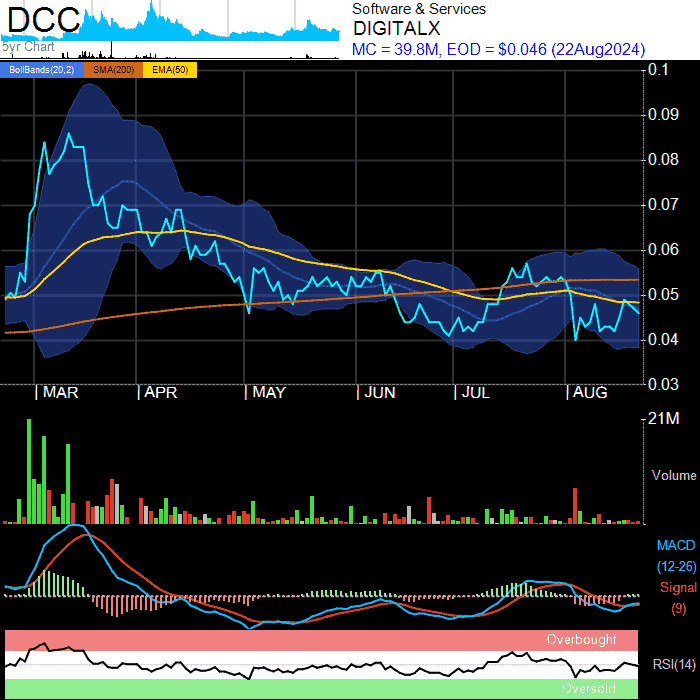 DCC
5yr Chart
Software & Services
DIGITALX
MC = 39.8M, EOD = $0.046 (22Aug2024)
BollBands(20,2) SMA(200) EMA(50)
0.1
0.09
0.08
0.07
0.06
0.05
0.04
0.03
MAR APR MAY JUN JUL AUG
21M
Volume
MACD
(12-26)
Signal
(9)
Overbought
RSI(14)
Oversold